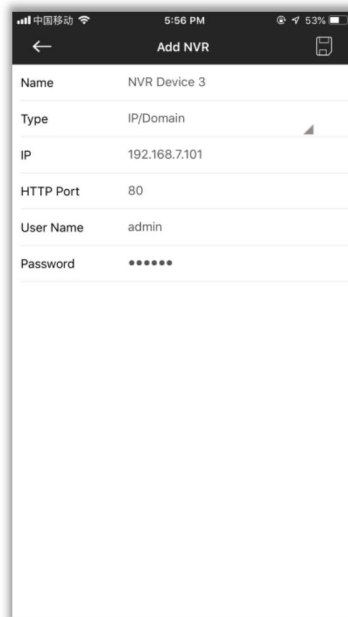 中国移动 5:56 PM 53%
Add NVR
Name NVR Device 3
Type IP/Domain
IP 192.168.7.101
HTTP Port 80
User Name admin
Password ●●●●●●